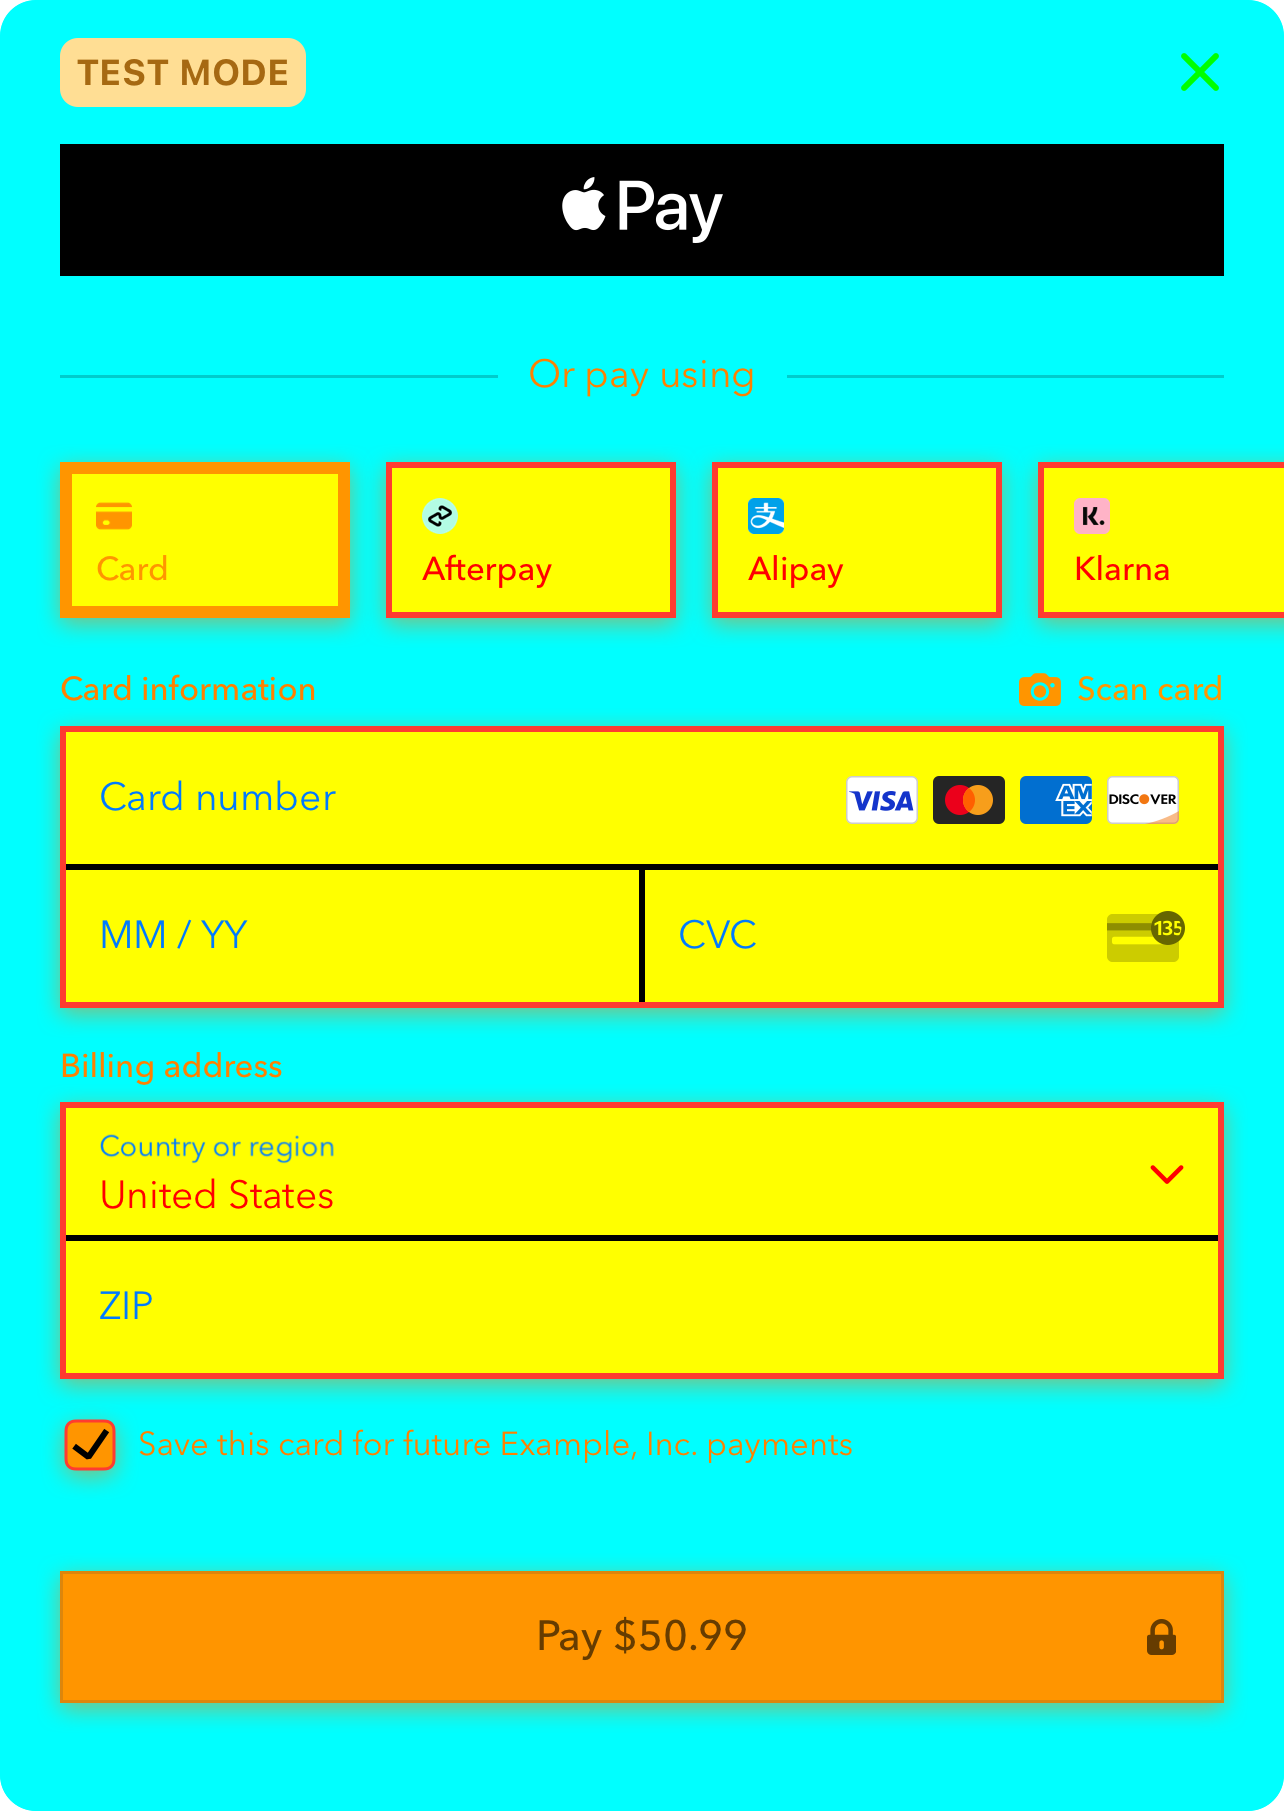 TEST MODE
Pay
Or pay using
Card
Afterpay
支
Alipay
K.
Klarna
Card information
Scan card
Card number
VISA
AM
EX
DISCOVER
MM / YY
CVC
135
Billing address
Country or region
United States
ZIP
Save this card for future Example, Inc. payments
Pay $50.99